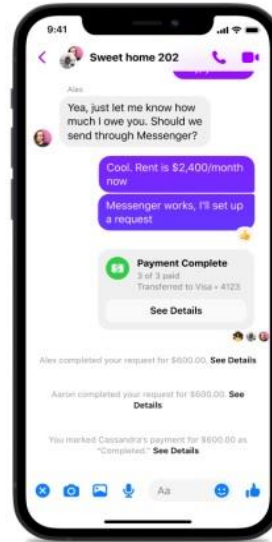 9:41
Sweet home 202
Alex
Yea, just let me know how
much I owe you. Should we
send through Messenger?
Cool. Rent is $2,400/month
now
Messenger works, I'll set up
a request
Payment Complete
3 of 3 paid
Transferred to Visa • 4123
See Details
Alex completed your request for $600.00. See Details
Aaron completed your request for $600.00. See
Details
You marked Cassandra's payment for $600.00 as
"Completed." See Details
Aa